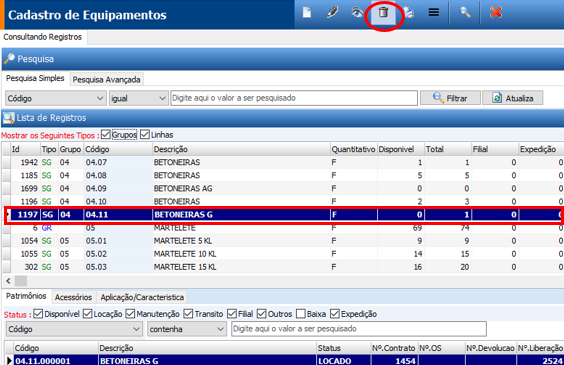 Cadastro de Equipamentos
Consultando Registros
Pesquisa
Pesquisa Simples Pesquisa Avançada
Código igual Digite aqui o valor a ser pesquisado Filtrar Atualiza
Lista de Registros
Mostrar os Seguintes Tipos : Grupos Linhas
Id Tipo Grupo Código Descrição Quantitativo Disponivel Total Filial Expedição
1942 SG 04 04.07 BETONEIRAS F 1 1 0 0
1185 SG 04 04.08 BETONEIRAS F 5 5 0 0
1699 SG 04 04.09 BETONEIRAS AG F 0 0 0 0
1196 SG 04 04.10 BETONEIRAS F 2 3 0 0
1197 SG 04 04.11 BETONEIRAS G F 0 1 0 0
6 GR 05 MARTELETE F 69 74 0 0
1054 SG 05 05.01 MARTELETE 5 KL F 9 9 0 0
1055 SG 05 05.02 MARTELETE 10 KL F 14 15 0 0
302 SG 05 05.03 MARTELETE 15 KL F 16 20 0 0
Patrimônios Acessórios Aplicação/Caracteristica
Status : Disponível Locação Manutenção Transito Filial Outros Baixa Expedição
Código contenha Digite aqui o valor a ser pesquisado
Código Descrição Status Nº.Contrato Nº.OS Nº.Devolucao Nº.Liberação
04.11.000001 BETONEIRAS G LOCADO 1454 2524